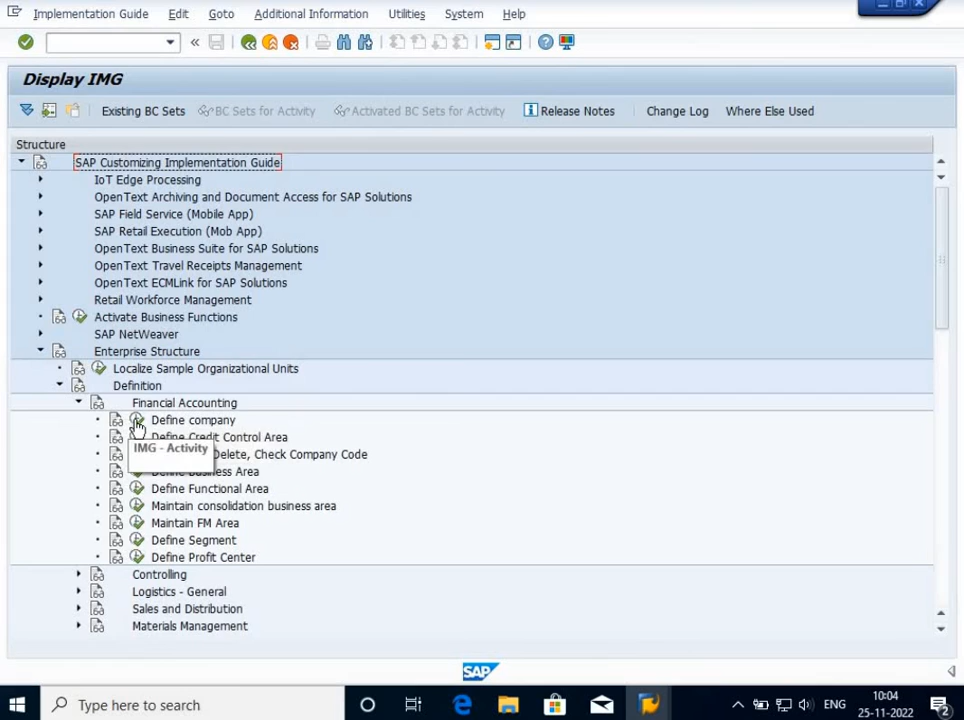 Implementation Guide Edit Goto Additional Information Utilities System Help
Display IMG
Existing BC Sets BC Sets for Activity Activated BC Sets for Activity Release Notes Change Log Where Else Used
Structure
SAP Customizing Implementation Guide
IoT Edge Processing
OpenText Archiving and Document Access for SAP Solutions
SAP Field Service (Mobile App)
SAP Retail Execution (Mob App)
OpenText Business Suite for SAP Solutions
OpenText Travel Receipts Management
OpenText ECMLink for SAP Solutions
Retail Workforce Management
Activate Business Functions
SAP NetWeaver
Enterprise Structure
Localize Sample Organizational Units
Definition
Financial Accounting
Define company
Define Credit Control Area
IMG - Activity
Delete, Check Company Code
Define Business Area
Define Functional Area
Maintain consolidation business area
Maintain FM Area
Define Segment
Define Profit Center
Controlling
Logistics - General
Sales and Distribution
Materials Management
SAP
Type here to search
ENG
10:04
25-11-2022
2